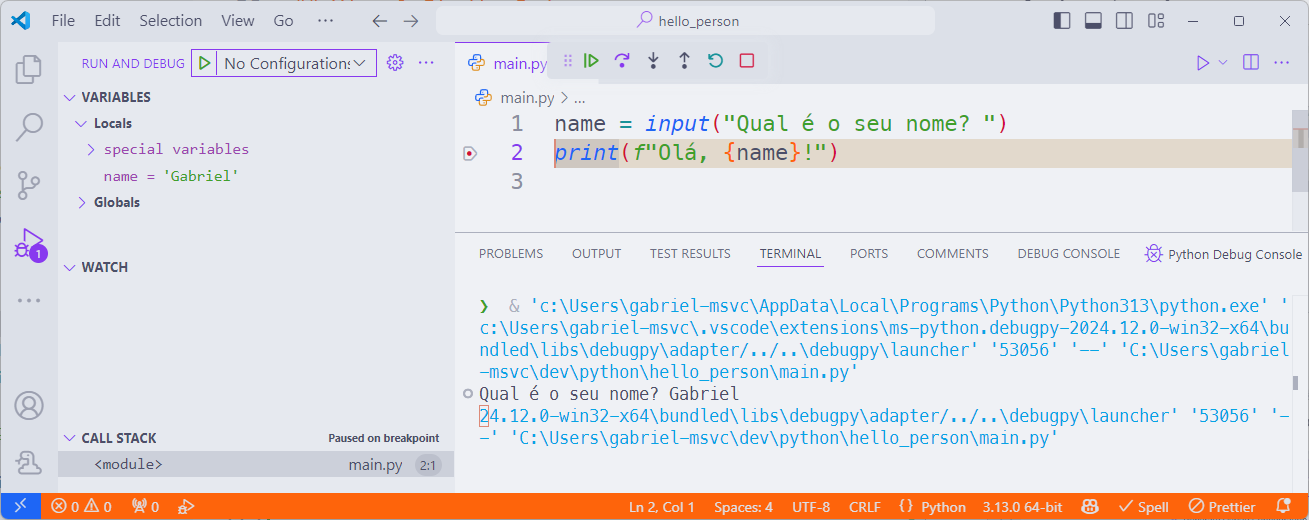 File Edit Selection View Go ··· hello_person
RUN AND DEBUG No Configurations ···
VARIABLES
Locals
special variables
name = 'Gabriel'
Globals
WATCH
CALL STACK Paused on breakpoint
<module> main.py 2:1
1
main.py
main.py > ...
1 name = input("Qual é o seu nome? ")
2 print(f"Olá, {name}!")
3
PROBLEMS OUTPUT TEST RESULTS TERMINAL PORTS COMMENTS DEBUG CONSOLE Python Debug Console
❯ & 'c:\Users\gabriel-msvc\AppData\Local\Programs\Python\Python313\python.exe' '
c:\Users\gabriel-msvc\.vscode\extensions\ms-python.debugpy-2024.12.0-win32-x64\bu
ndled\libs\debugpy\adapter/../..\debugpy\launcher' '53056' '--' 'C:\Users\gabriel
-msvc\dev\python\hello_person\main.py'
Qual é o seu nome? Gabriel
24.12.0-win32-x64\bundled\libs\debugpy\adapter/../..\debugpy\launcher' '53056' '-
-' 'C:\Users\gabriel-msvc\dev\python\hello_person\main.py'
0 0 0 Ln 2, Col 1 Spaces: 4 UTF-8 CRLF {} Python 3.13.0 64-bit Spell Prettier